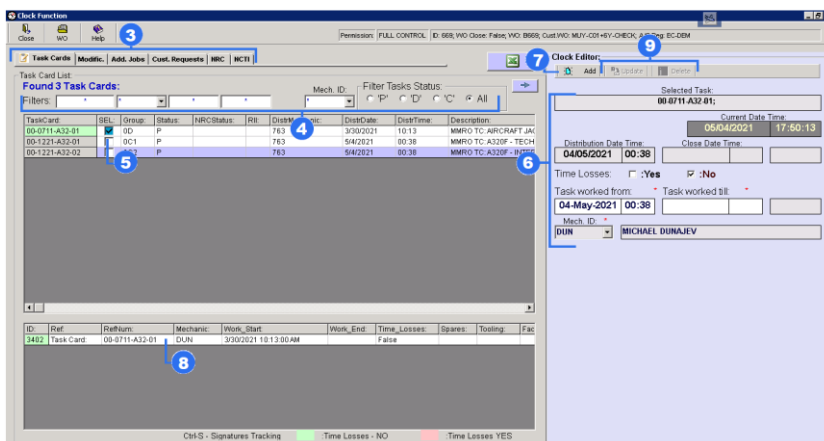 Clock Function
Close WO Help
Permission: FULL CONTROL ID: 669; WO Close: False; WO: B669; Cust.WO: MUY-C01+6Y-CHECK; Reg: EC-DEM
3
Task Cards Modific. Add. Jobs Cust. Requests NRC NCTI
Task Card List:
Found 3 Task Cards:
Mech. ID: Filter Tasks Status:
Filters: * * * * * 'P' 'D' 'C' All
4
TaskCard: SEL: Group: Status: NRCStatus: RII: DistrMechanic: DistrDate: DistrTime: Description:
00-0711-A32-01 0D P 763 3/30/2021 10:13 MMRO TC: AIRCRAFT JAC
00-1221-A32-01 0C1 P 763 5/4/2021 00:38 MMRO TC: A320F - TECH
00-1221-A32-02 P 763 5/4/2021 00:38 MMRO TC: A320F - INTE
5
ID: Ref: RefNum: Mechanic: Work_Start: Work_End: Time_Losses: Spares: Tooling: Fac
3402 Task Card: 00-0711-A32-01 DUN 3/30/2021 10:13:00 AM False
8
Ctrl-S - Signatures Tracking :Time Losses - NO :Time Losses YES
7
Clock Editor:
9
Add Update Delete
Selected Task:
00-0711-A32-01;
Current Date Time:
05/04/2021 17:50:13
Distribution Date Time: Close Date Time:
04/05/2021 00:38
6
Time Losses: :Yes :No
Task worked from: * Task worked till: *
04-May-2021 00:38
Mech. ID: *
DUN MICHAEL DUNAJEV